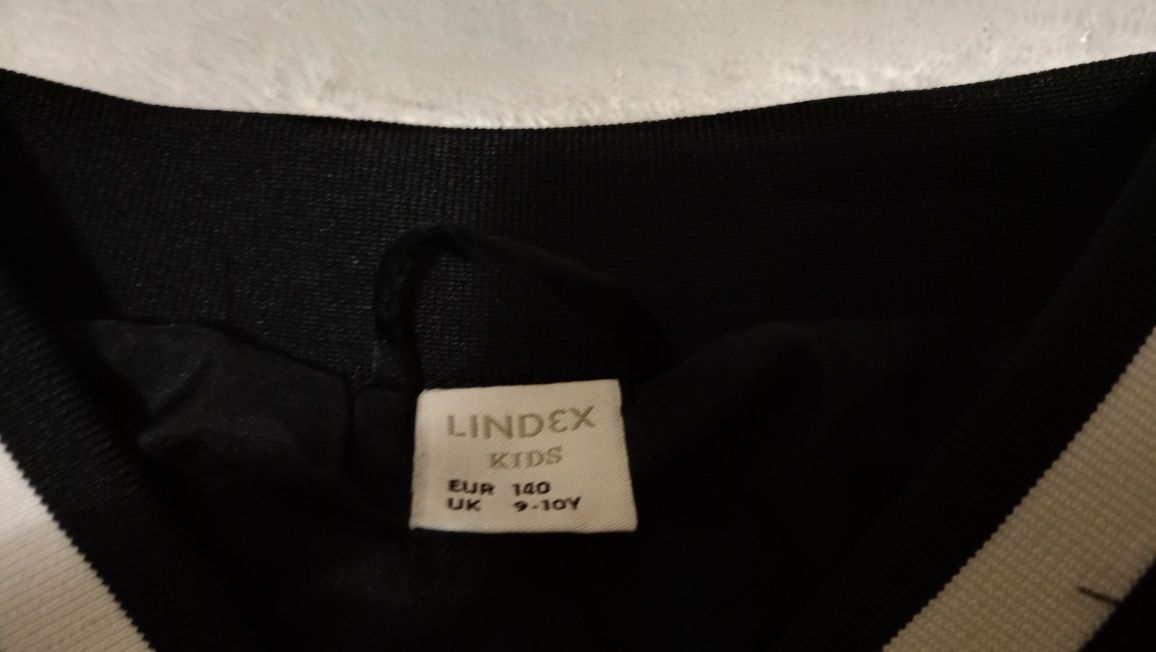 LINDEX
KIDS
EUR 140
UK 9-10Y